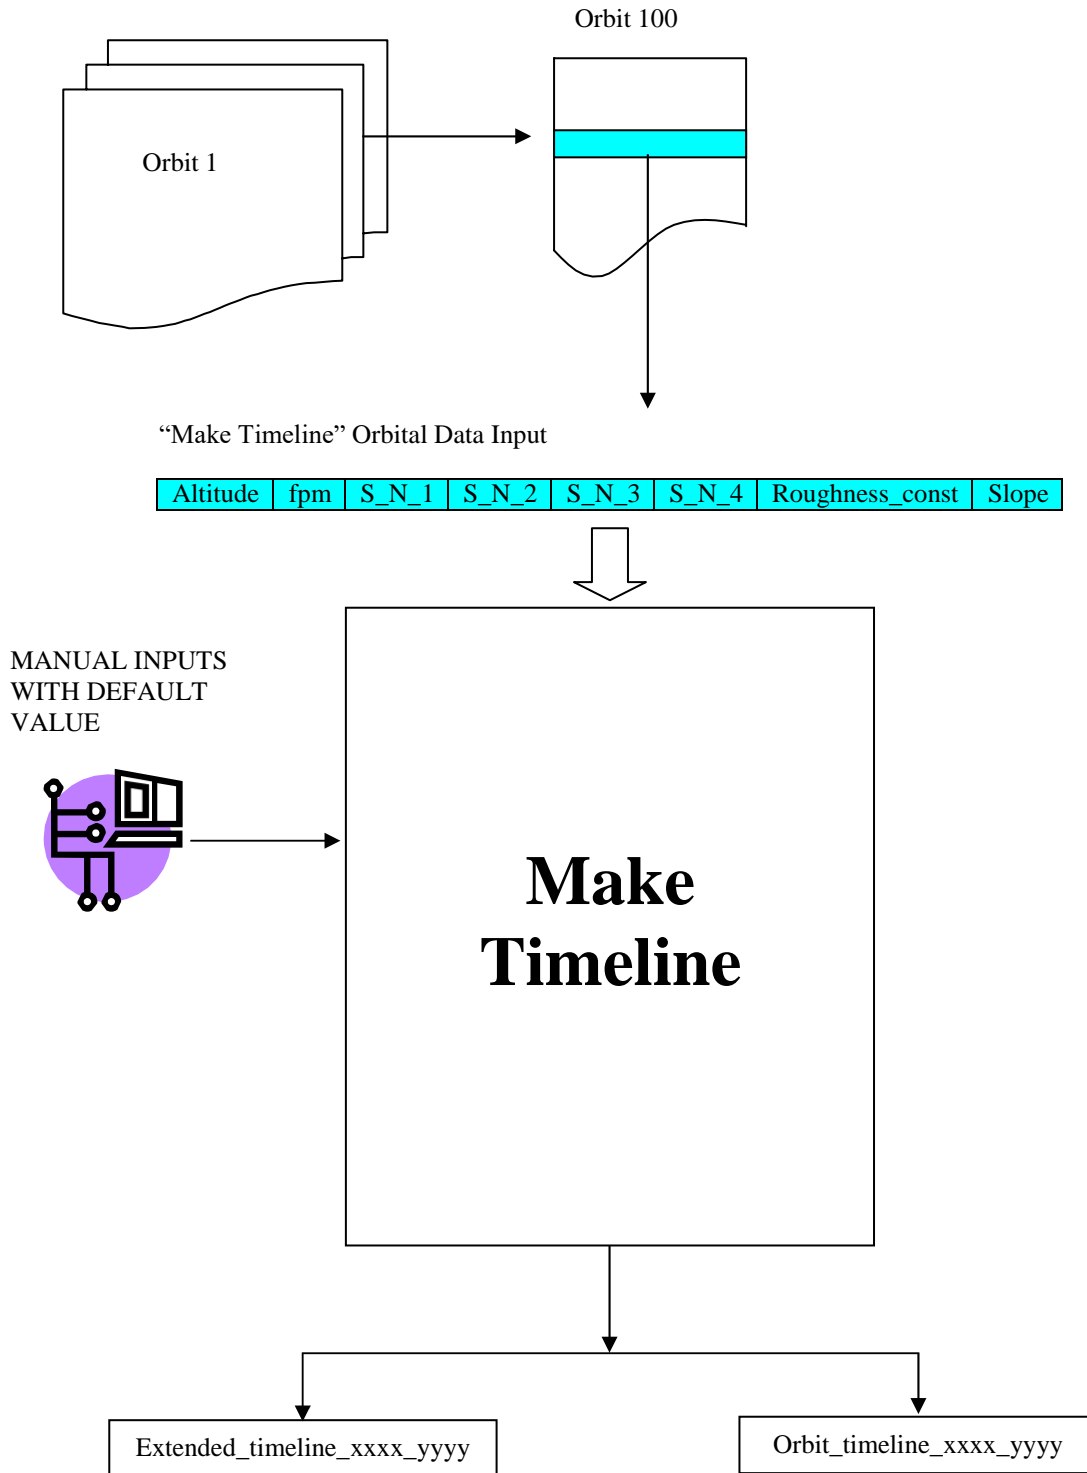 Orbit 100
Orbit 1
“Make Timeline” Orbital Data Input
Altitude fpm S_N_1 S_N_2 S_N_3 S_N_4 Roughness_const Slope
MANUAL INPUTS
WITH DEFAULT
VALUE
Make
Timeline
Extended_timeline_xxxx_yyyy
Orbit_timeline_xxxx_yyyy